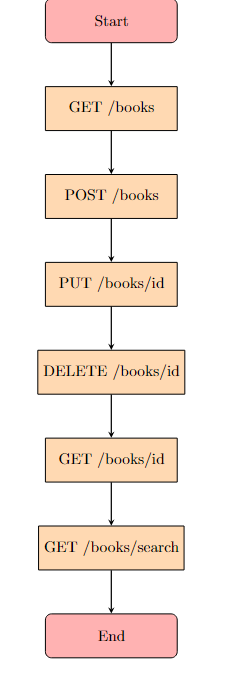 Start
GET /books
POST /books
PUT /books/id
DELETE /books/id
GET /books/id
GET /books/search
End